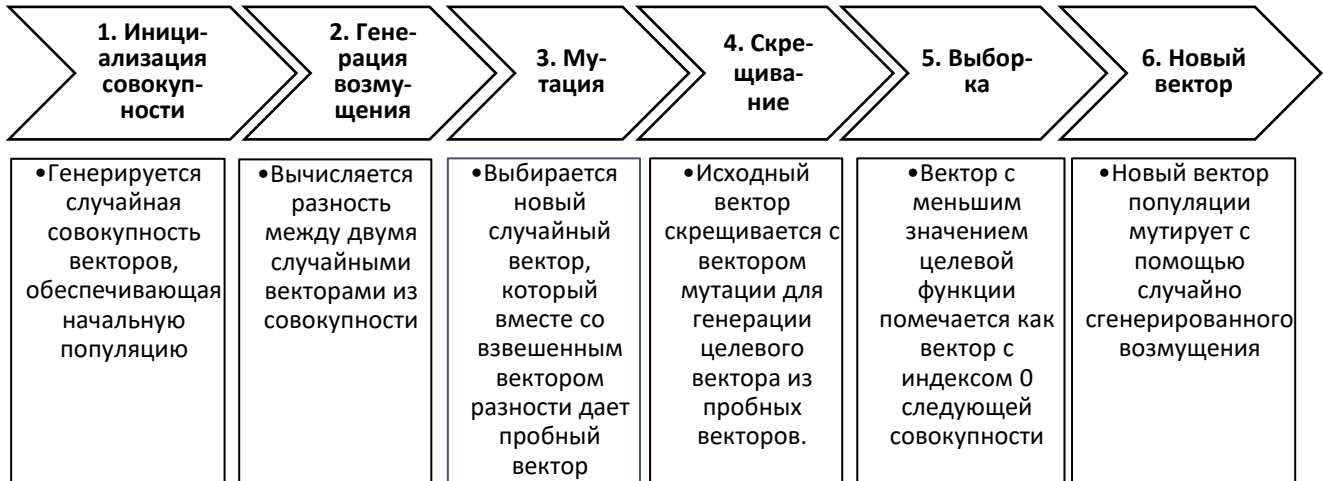 1. Иници-
ализация
совокуп-
ности
2. Гене-
рация
возму-
щения
3. Му-
тация
4. Скре-
щива-
ние
5. Выбор-
ка
6. Новый
вектор
•Генерируется
случайная
совокупность
векторов,
обеспечивающая
начальную
популяцию
•Вычисляется
разность
между двумя
случайными
векторами из
совокупности
•Выбирается
новый
случайный
вектор,
который
вместе со
взвешенным
вектором
разности дает
пробный
вектор
•Исходный
вектор
скрещивается с
вектором
мутации для
генерации
целевого
вектора из
пробных
векторов.
•Вектор с
меньшим
значением
целевой
функции
помечается как
вектор с
индексом 0
следующей
совокупности
•Новый вектор
популяции
мутирует с
помощью
случайно
сгенерированного
возмущения